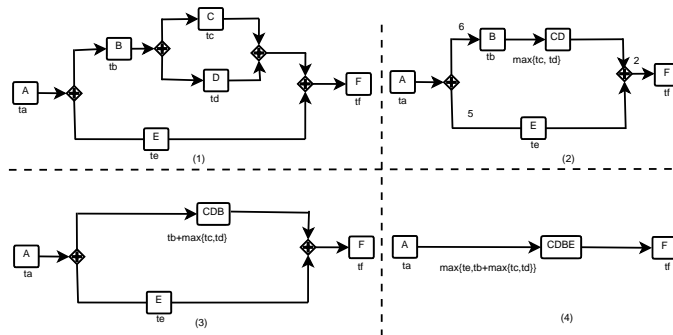 C
tc
B
tb
D
td
A
ta
F
tf
E
te
(1)
6
B
tb
CD
max{tc, td}
2
A
ta
F
tf
5
E
te
(2)
CDB
tb+max{tc,td}
A
ta
F
tf
E
te
(3)
A
ta
CDBE
max{te,tb+max{tc,td}}
F
tf
(4)